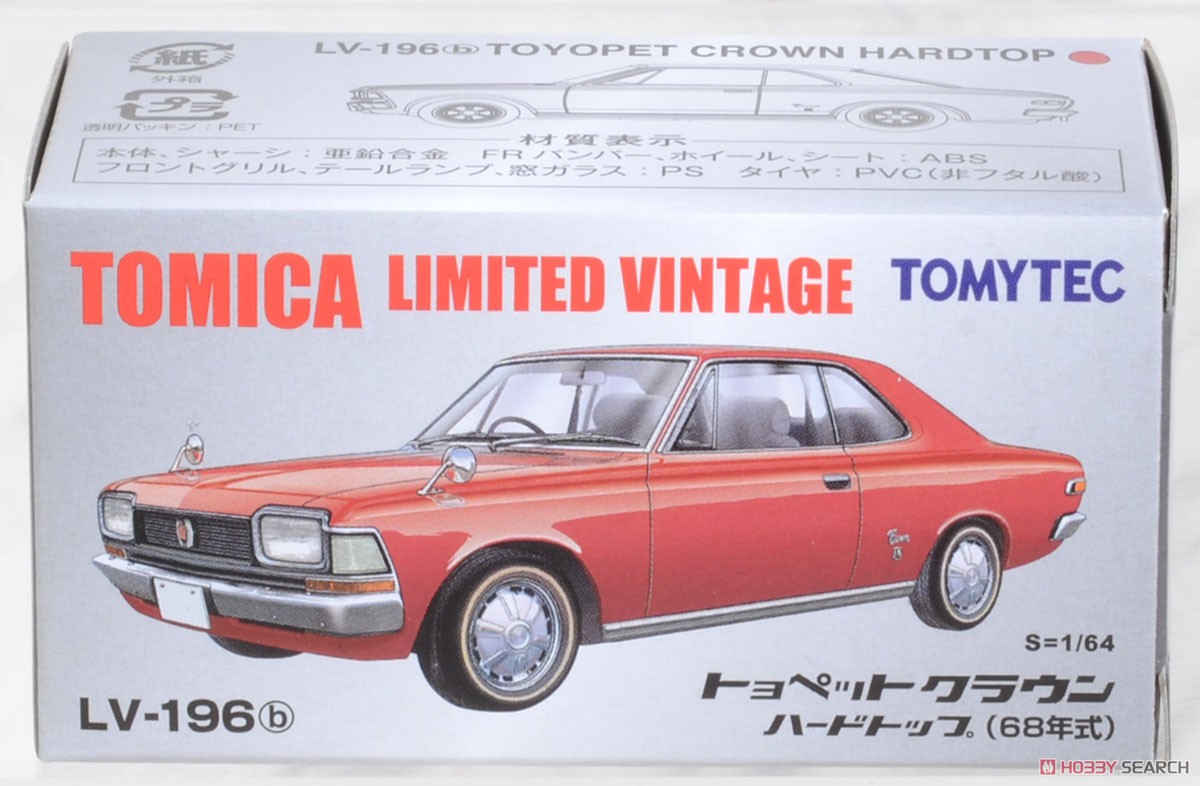 LV-196ⓑ TOYOPET CROWN HARDTOP
紙
外箱
プラ
透明パッキン：PET
材質表示
本体、シャーシ：亜鉛合金　FRバンパー、ホイール、シート：ABS
フロントグリル、テールランプ、窓ガラス：PS　タイヤ：PVC（非フタル酸）
TOMICA LIMITED VINTAGE TOMYTEC
Crown
S=1/64
トヨペットクラウン
LV-196ⓑ
ハードトップ。（68年式）
HOBBY SEARCH